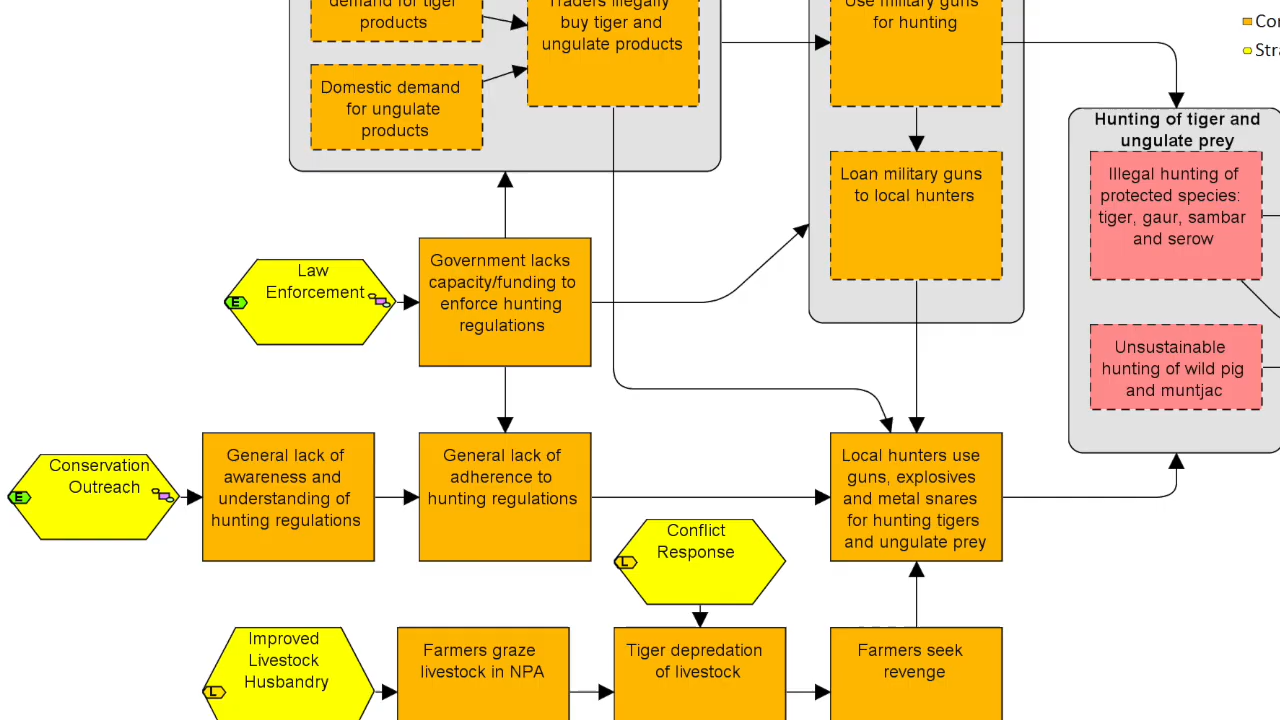 demand for tiger
products
Traders illegally
buy tiger and
ungulate products
Use military guns
for hunting
Domestic demand
for ungulate
products
Hunting of tiger and
ungulate prey
Loan military guns
to local hunters
Illegal hunting of
protected species:
tiger, gaur, sambar
and serow
Law
Enforcement
E
Government lacks
capacity/funding to
enforce hunting
regulations
Unsustainable
hunting of wild pig
and muntjac
Conservation
Outreach
E
General lack of
awareness and
understanding of
hunting regulations
General lack of
adherence to
hunting regulations
Local hunters use
guns, explosives
and metal snares
for hunting tigers
and ungulate prey
Conflict
Response
L
Improved
Livestock
Husbandry
L
Farmers graze
livestock in NPA
Tiger depredation
of livestock
Farmers seek
revenge